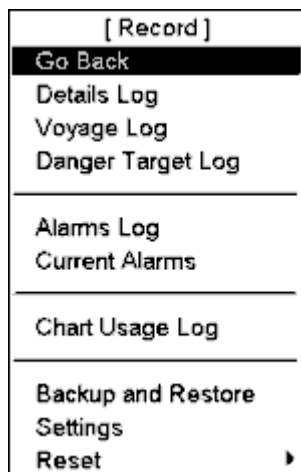 [ Record ]
Go Back
Details Log
Voyage Log
Danger Target Log
Alarms Log
Current Alarms
Chart Usage Log
Backup and Restore
Settings
Reset